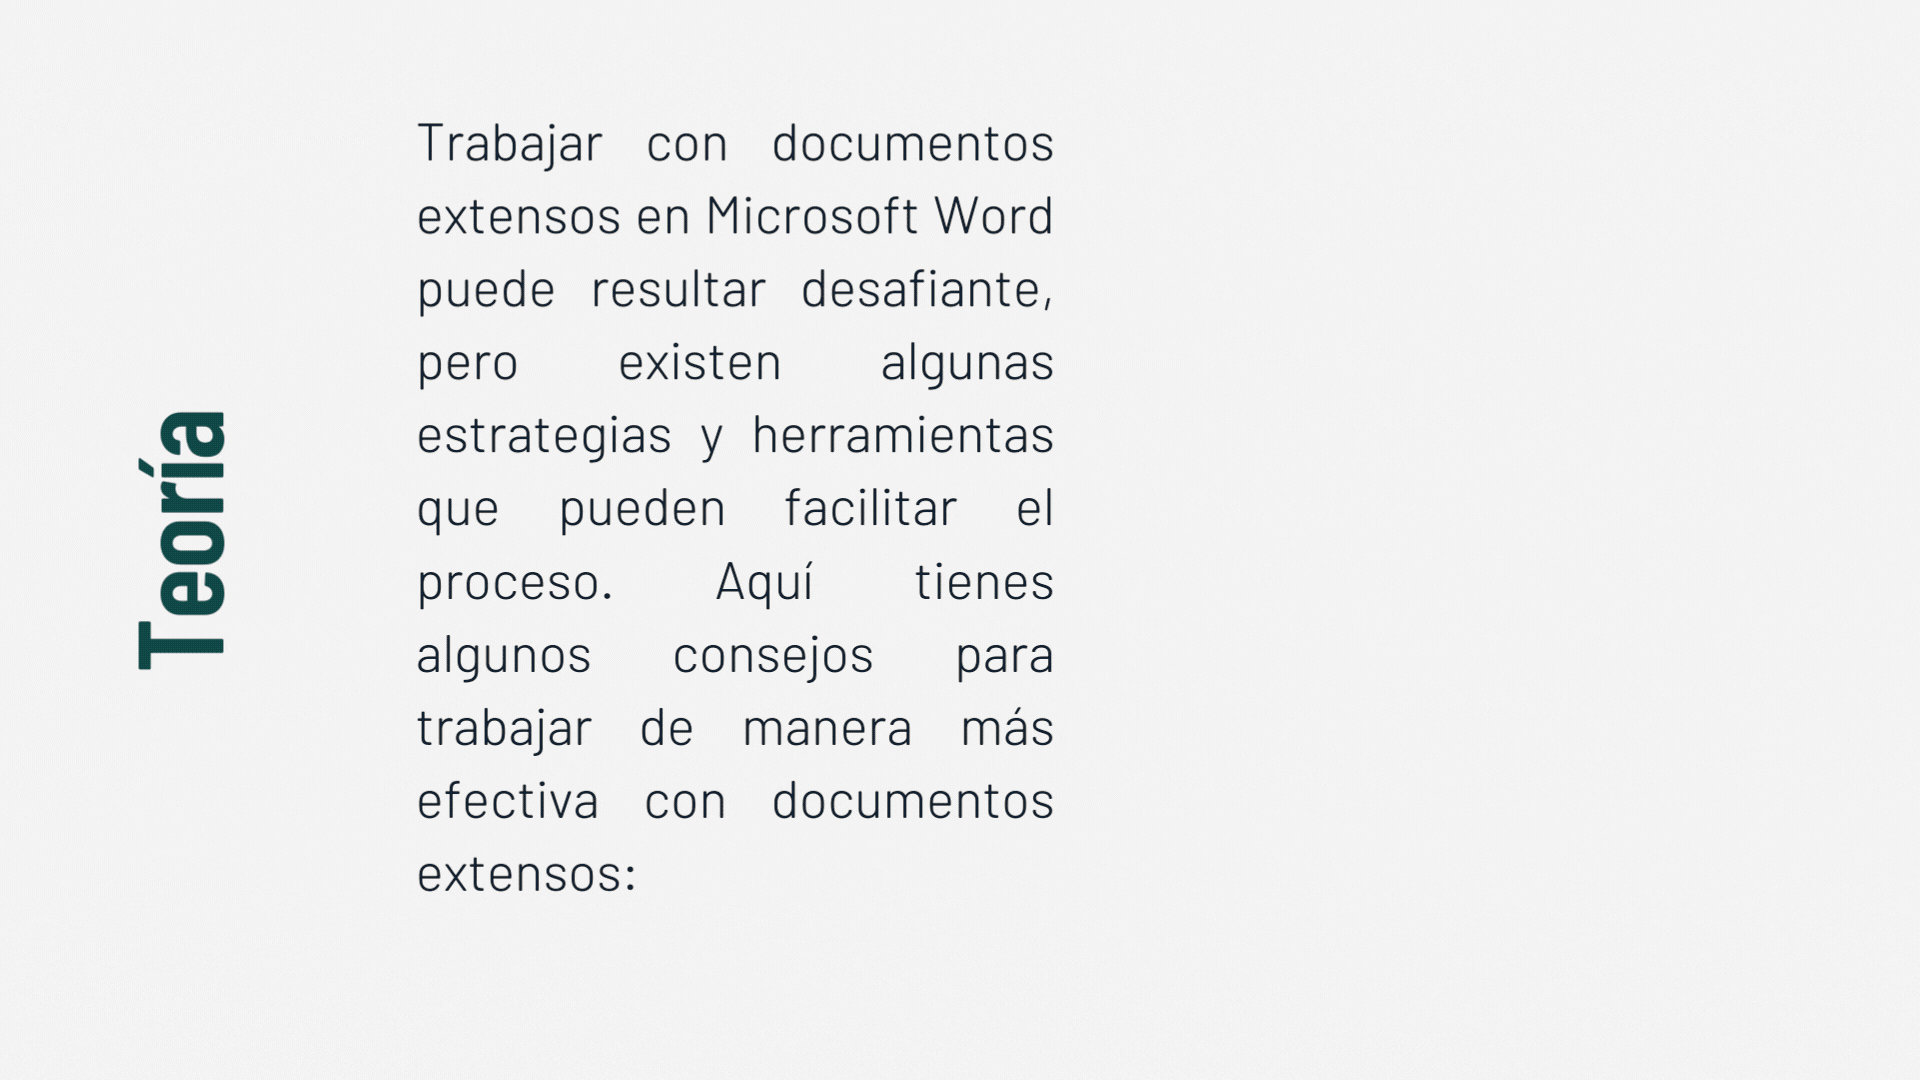 Teoría
Trabajar con documentos
extensos en Microsoft Word
puede resultar desafiante,
pero existen algunas
estrategias y herramientas
que pueden facilitar el
proceso. Aquí tienes
algunos consejos para
trabajar de manera más
efectiva con documentos
extensos: